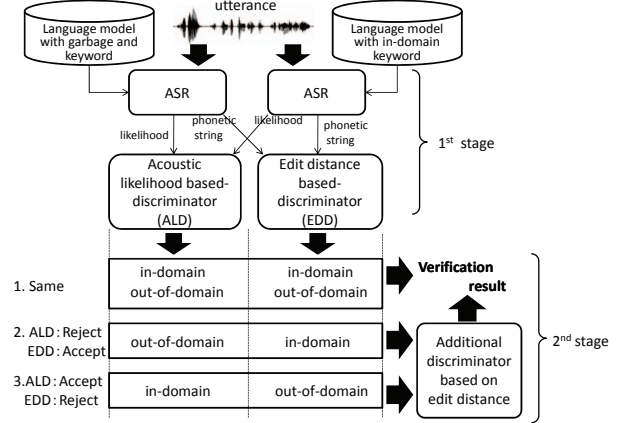 utterance
Language model
with garbage and
keyword
Language model
with in-domain
keyword
ASR
ASR
likelihood
phonetic
string
likelihood
phonetic
string
1st stage
Acoustic
likelihood based-
discriminator
(ALD)
Edit distance
based-
discriminator
(EDD)
1. Same
in-domain
out-of-domain
in-domain
out-of-domain
Verification
result
2. ALD : Reject
EDD : Accept
out-of-domain
in-domain
3.ALD : Accept
EDD : Reject
in-domain
out-of-domain
Additional
discriminator
based on
edit distance
2nd stage